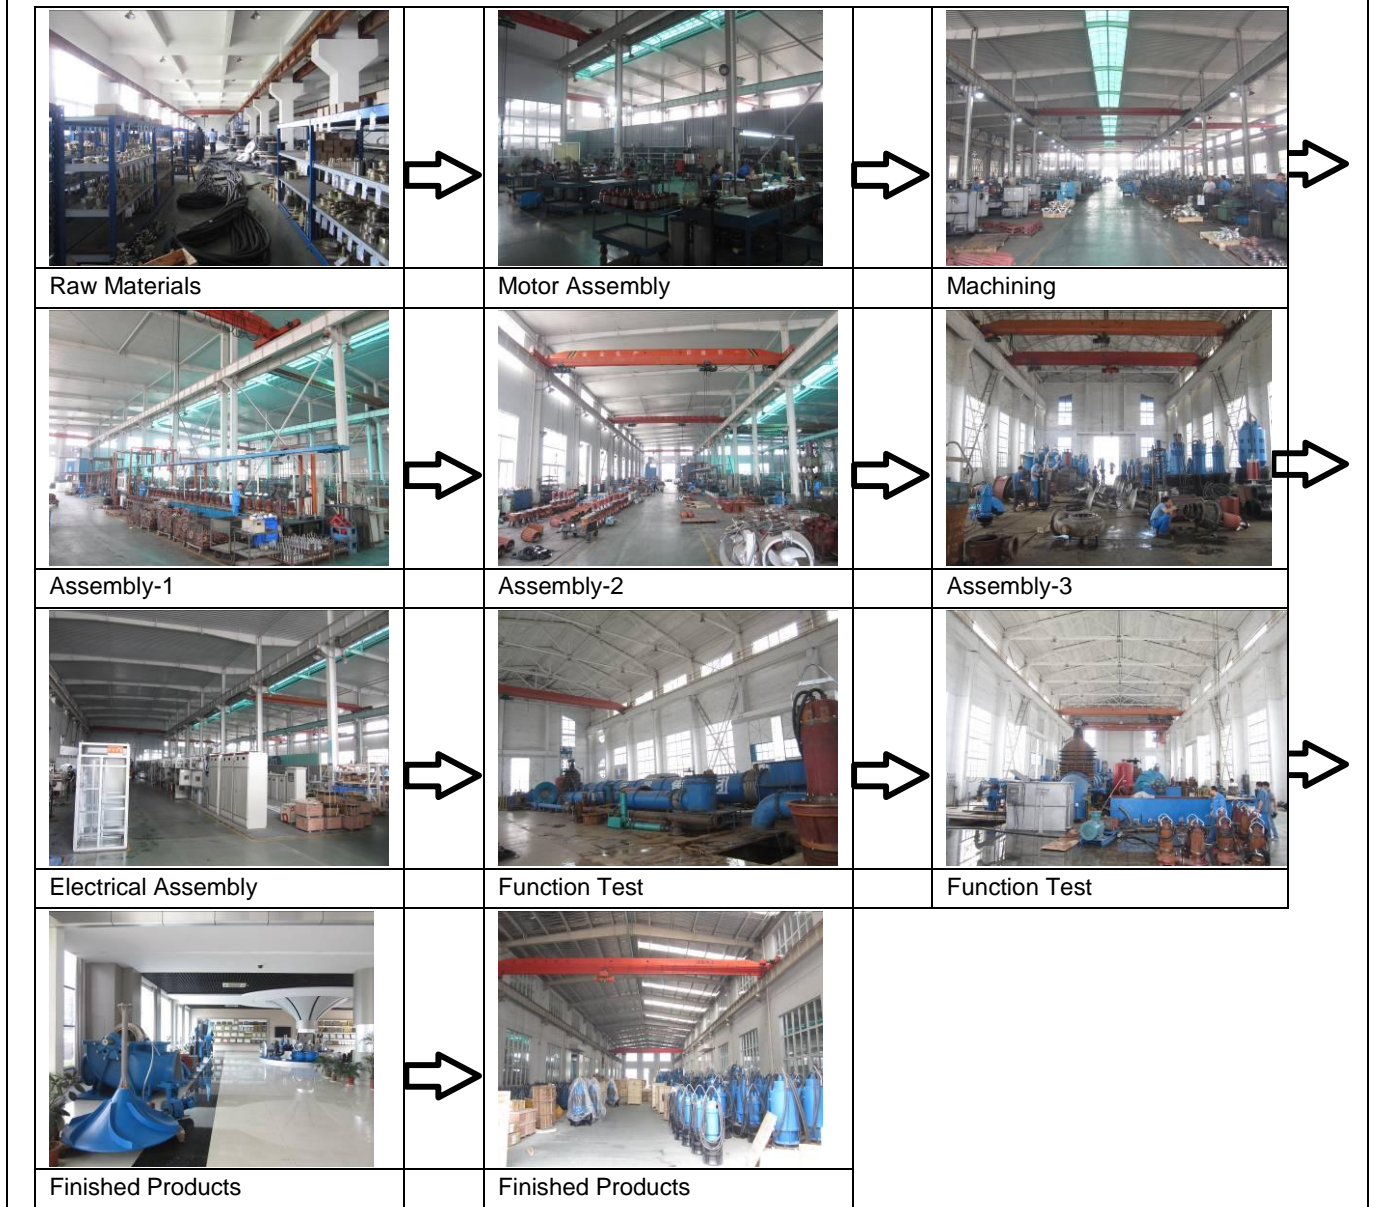 Raw Materials
Motor Assembly
Machining
Assembly-1
Assembly-2
Assembly-3
Electrical Assembly
Function Test
Function Test
Finished Products
Finished Products